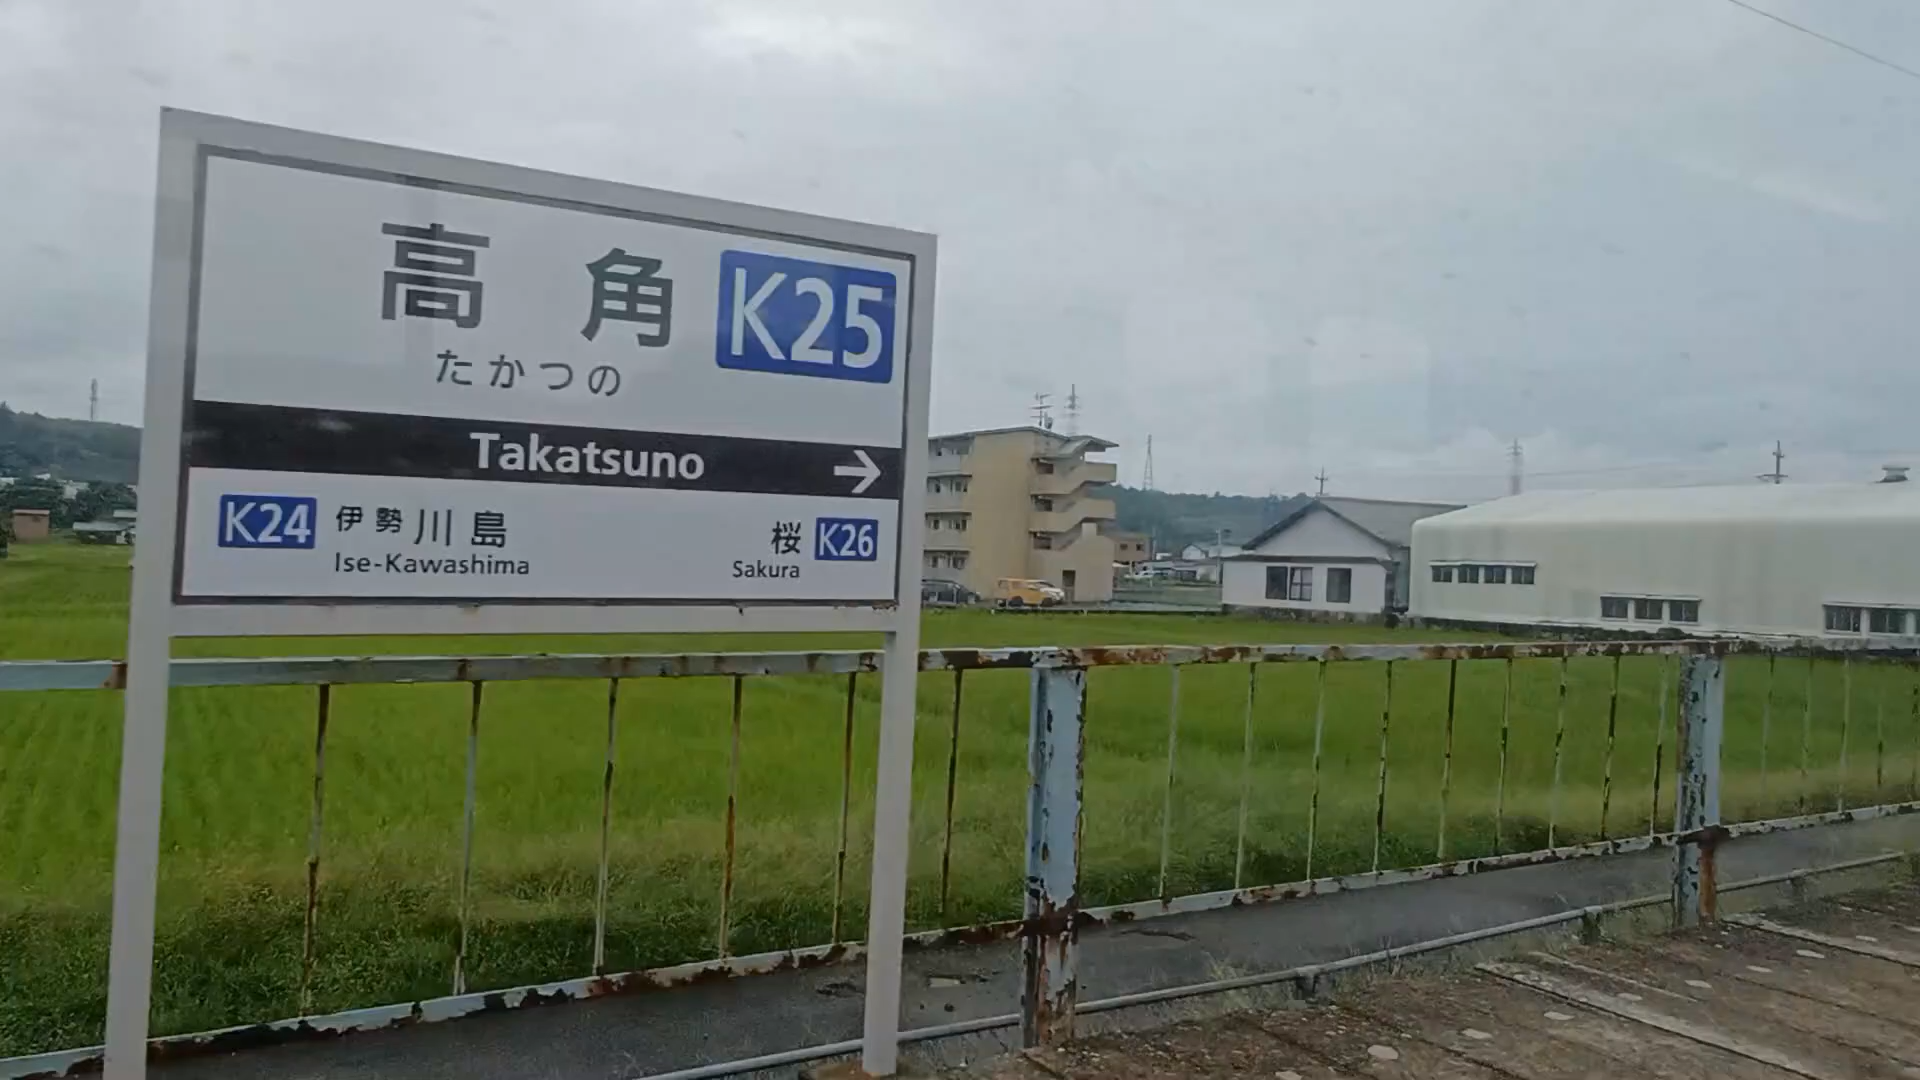 高角 K25
たかつの
Takatsuno →
K24 伊勢川島 桜 K26
Ise-Kawashima Sakura